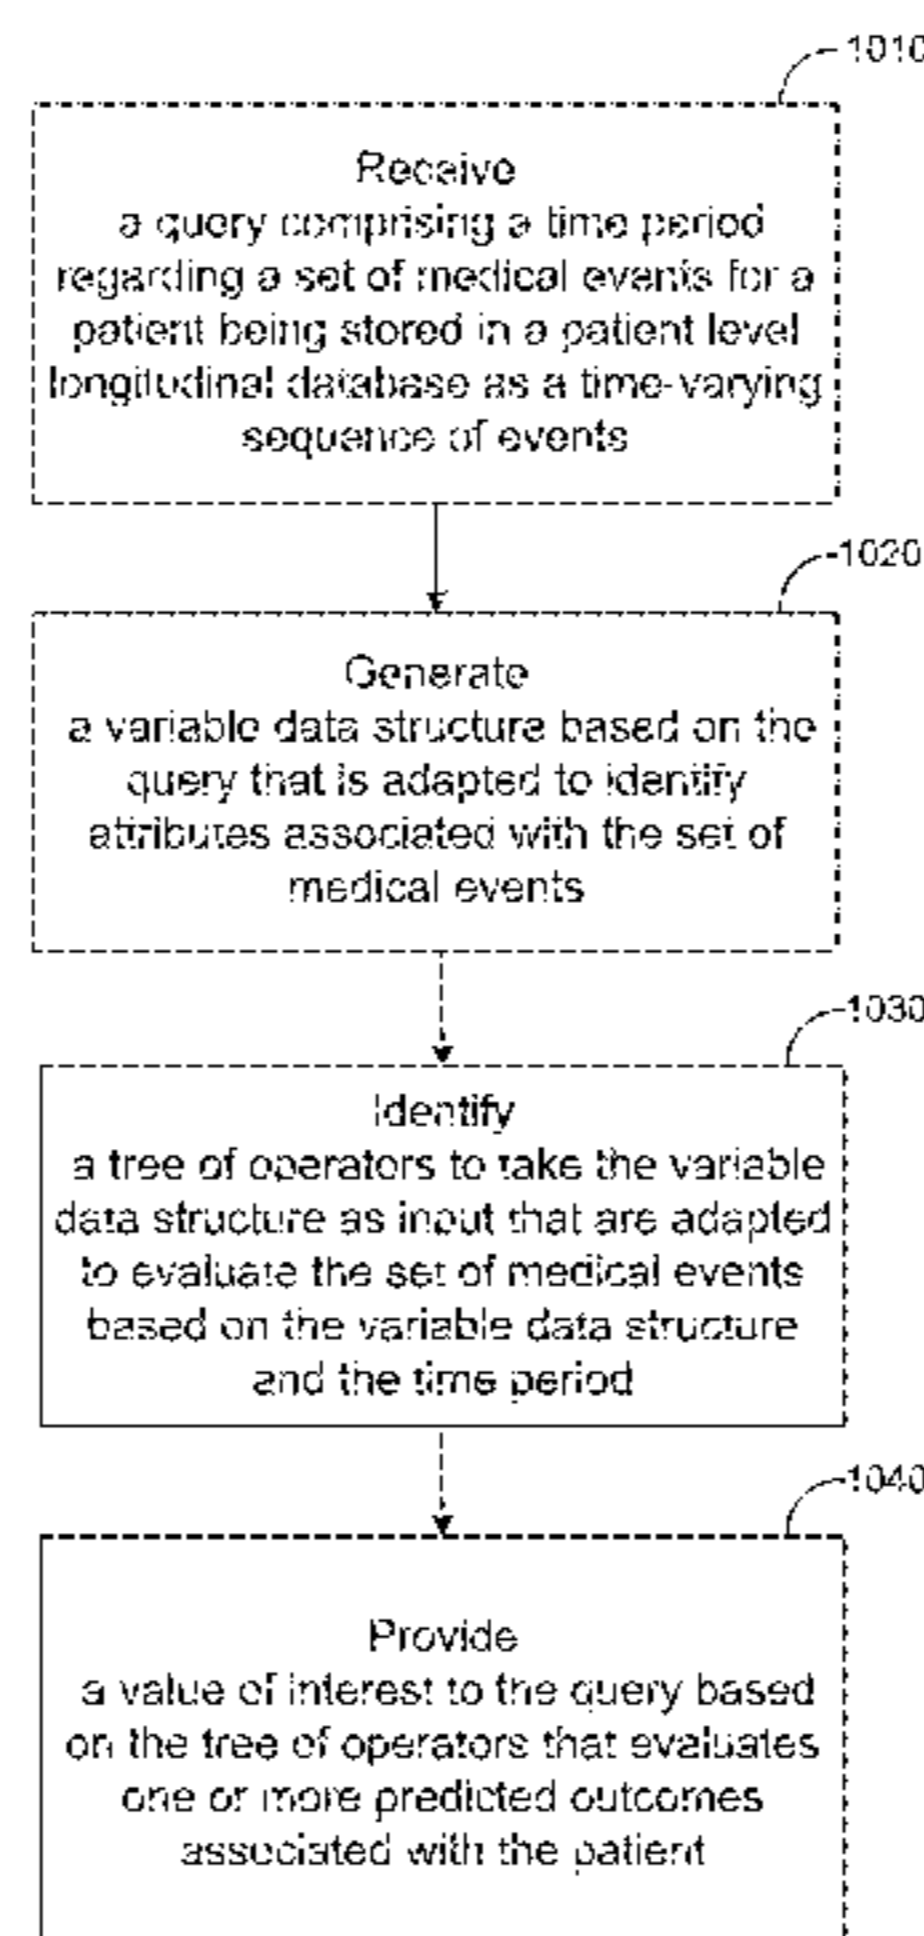 1010
Receive
a query comprising a time period
regarding a set of medical events for a
patient being stored in a patient level
longitudinal database as a time-varying
sequence of events
1020
Generate
a variable data structure based on the
query that is adapted to identify
attributes associated with the set of
medical events
1030
Identify
a tree of operators to take the variable
data structure as input that are adapted
to evaluate the set of medical events
based on the variable data structure
and the time period
1040
Provide
a value of interest to the query based
on the tree of operators that evaluates
one or more predicted outcomes
associated with the patient